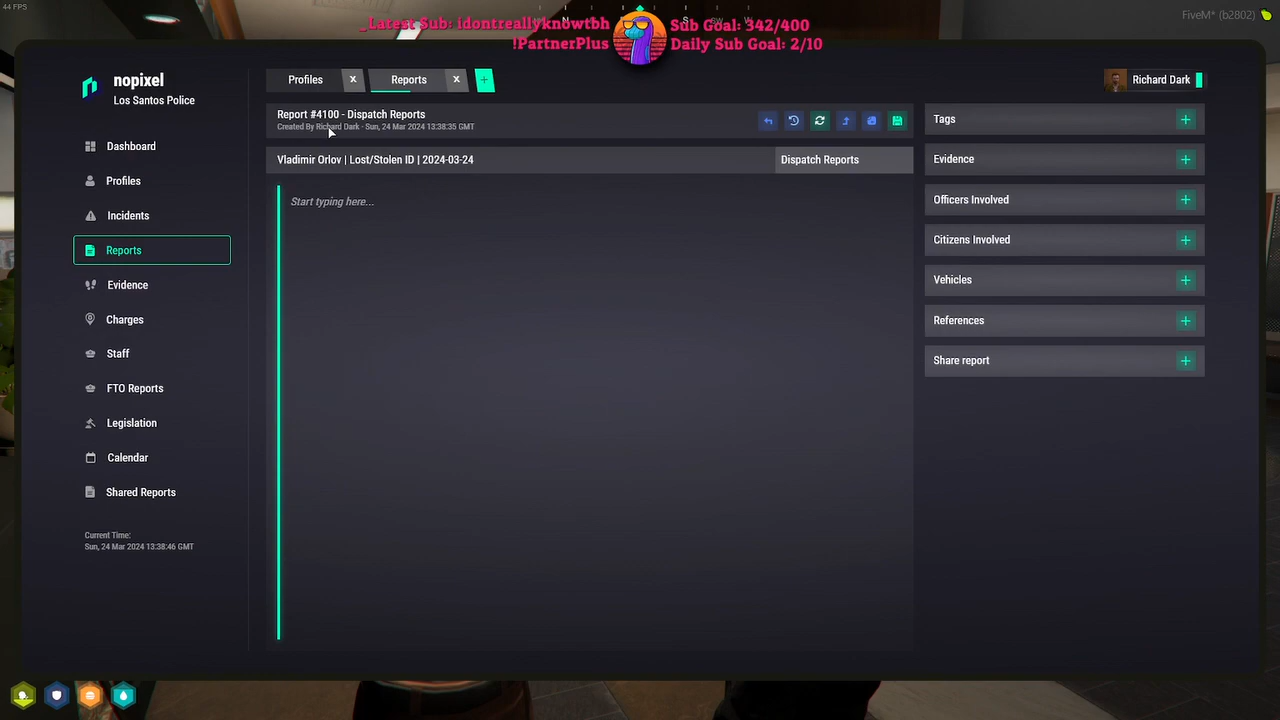 44 FPS
_Latest Sub: idontreallyknowtbh
!PartnerPlus
Sub Goal: 342/400
Daily Sub Goal: 2/10
FiveM* (b2802)
nopixel
Los Santos Police
Profiles x
Reports x
+
Richard Dark
Dashboard
Profiles
Incidents
Reports
Evidence
Charges
Staff
FTO Reports
Legislation
Calendar
Shared Reports
Current Time:
Sun, 24 Mar 2024 13:38:46 GMT
Report #4100 - Dispatch Reports
Created By Richard Dark - Sun, 24 Mar 2024 13:38:35 GMT
Vladimir Orlov | Lost/Stolen ID | 2024-03-24
Dispatch Reports
Start typing here...
Tags +
Evidence +
Officers Involved +
Citizens Involved +
Vehicles +
References +
Share report +